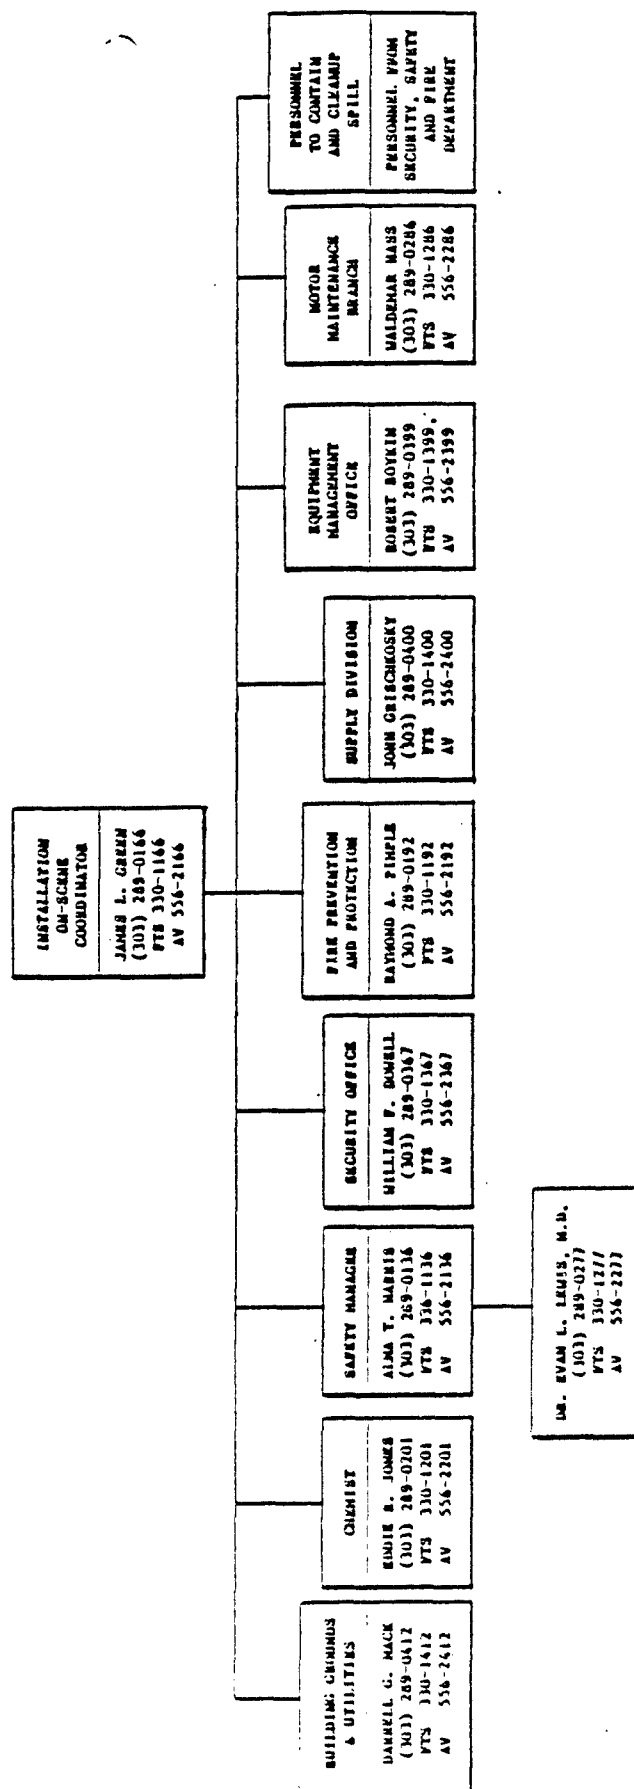 INSTALLATION
ON-SCENE
COORDINATOR
JAMES L. GREEN
(303) 289-0166
FTS 330-1166
AV 556-2166
BUILDING GROUNDS
& UTILITIES
DARRELL G. MACK
(303) 289-0412
FTS 330-1412
AV 556-2412
CHEMIST
EDDIE R. JONES
(303) 289-0201
FTS 330-1201
AV 556-2201
SAFETY MANAGER
ALMA T. HARRIS
(303) 269-0136
FTS 336-1136
AV 556-2136
SECURITY OFFICE
WILLIAM F. DOWELL
(303) 289-0367
FTS 330-1367
AV 556-2367
FIRE PREVENTION
AND PROTECTION
RAYMOND A. PIMPLE
(303) 289-0192
FTS 330-1192
AV 556-2192
SUPPLY DIVISION
JOHN GRISCHKOSKY
(303) 289-0400
FTS 330-1400
AV 556-2400
EQUIPMENT
MANAGEMENT
OFFICE
ROBERT BOYKIN
(303) 289-0399
FTS 330-1399.
AV 556-2399
MOTOR
MAINTENANCE
BRANCH
WALDEMAR MASS
(303) 289-0286
FTS 330-1286
AV 556-2286
PERSONNEL
TO CONTAIN
AND CLEANUP
SPILL
PERSONNEL FROM
SECURITY, SAFETY
AND FIRE
DEPARTMENT
DR. EVAN L. LEWIS, M.D.
(303) 289-0277
FTS 330-1277
AV 556-2277